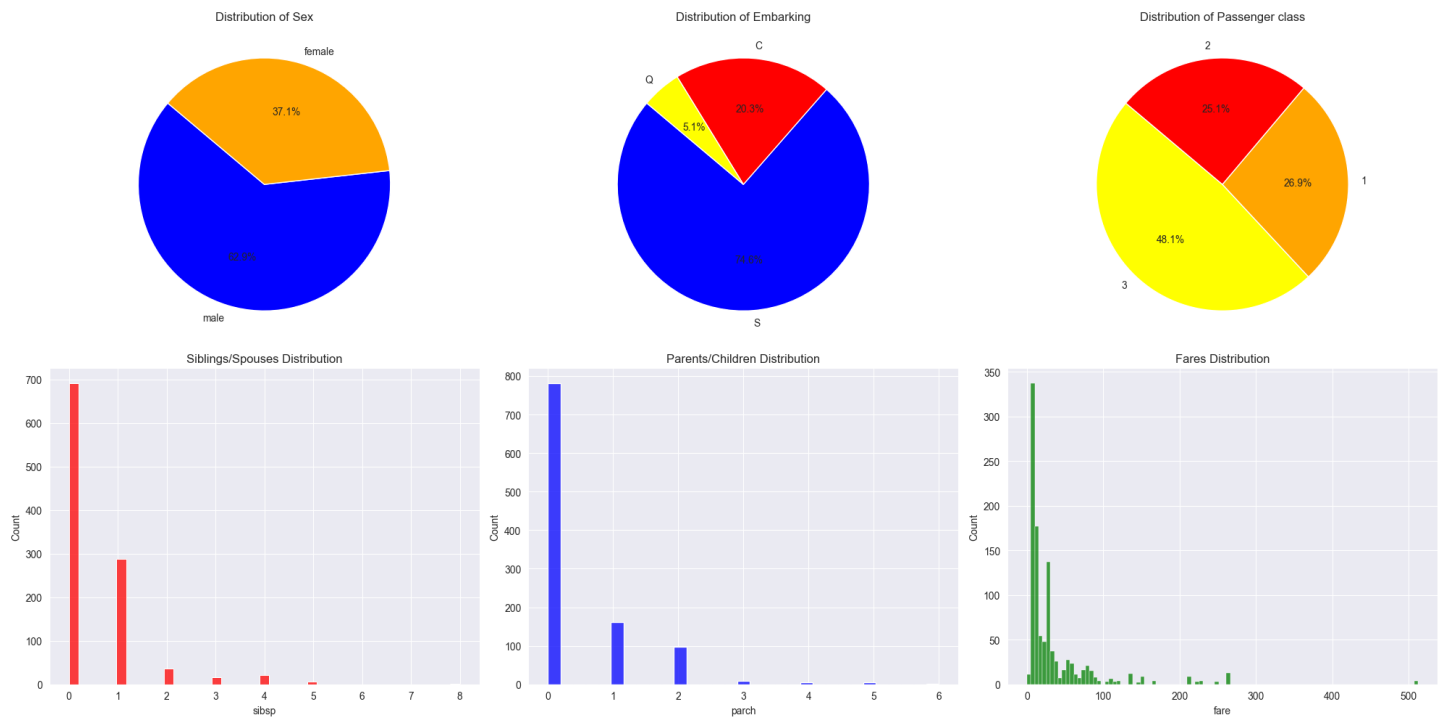 Distribution of Sex
female
37.1%
male
Distribution of Embarking
C
Q
20.3%
5.1%
S
Distribution of Passenger class
2
25.1%
1
26.9%
48.1%
3
Siblings/Spouses Distribution
Count
700
600
500
400
300
200
100
0
0 1 2 3 4 5 6 7 8
sibsp
Parents/Children Distribution
Count
800
700
600
500
400
300
200
100
0
0 1 2 3 4 5 6
parch
Fares Distribution
Count
350
300
250
200
150
100
50
0
0 100 200 300 400 500
fare